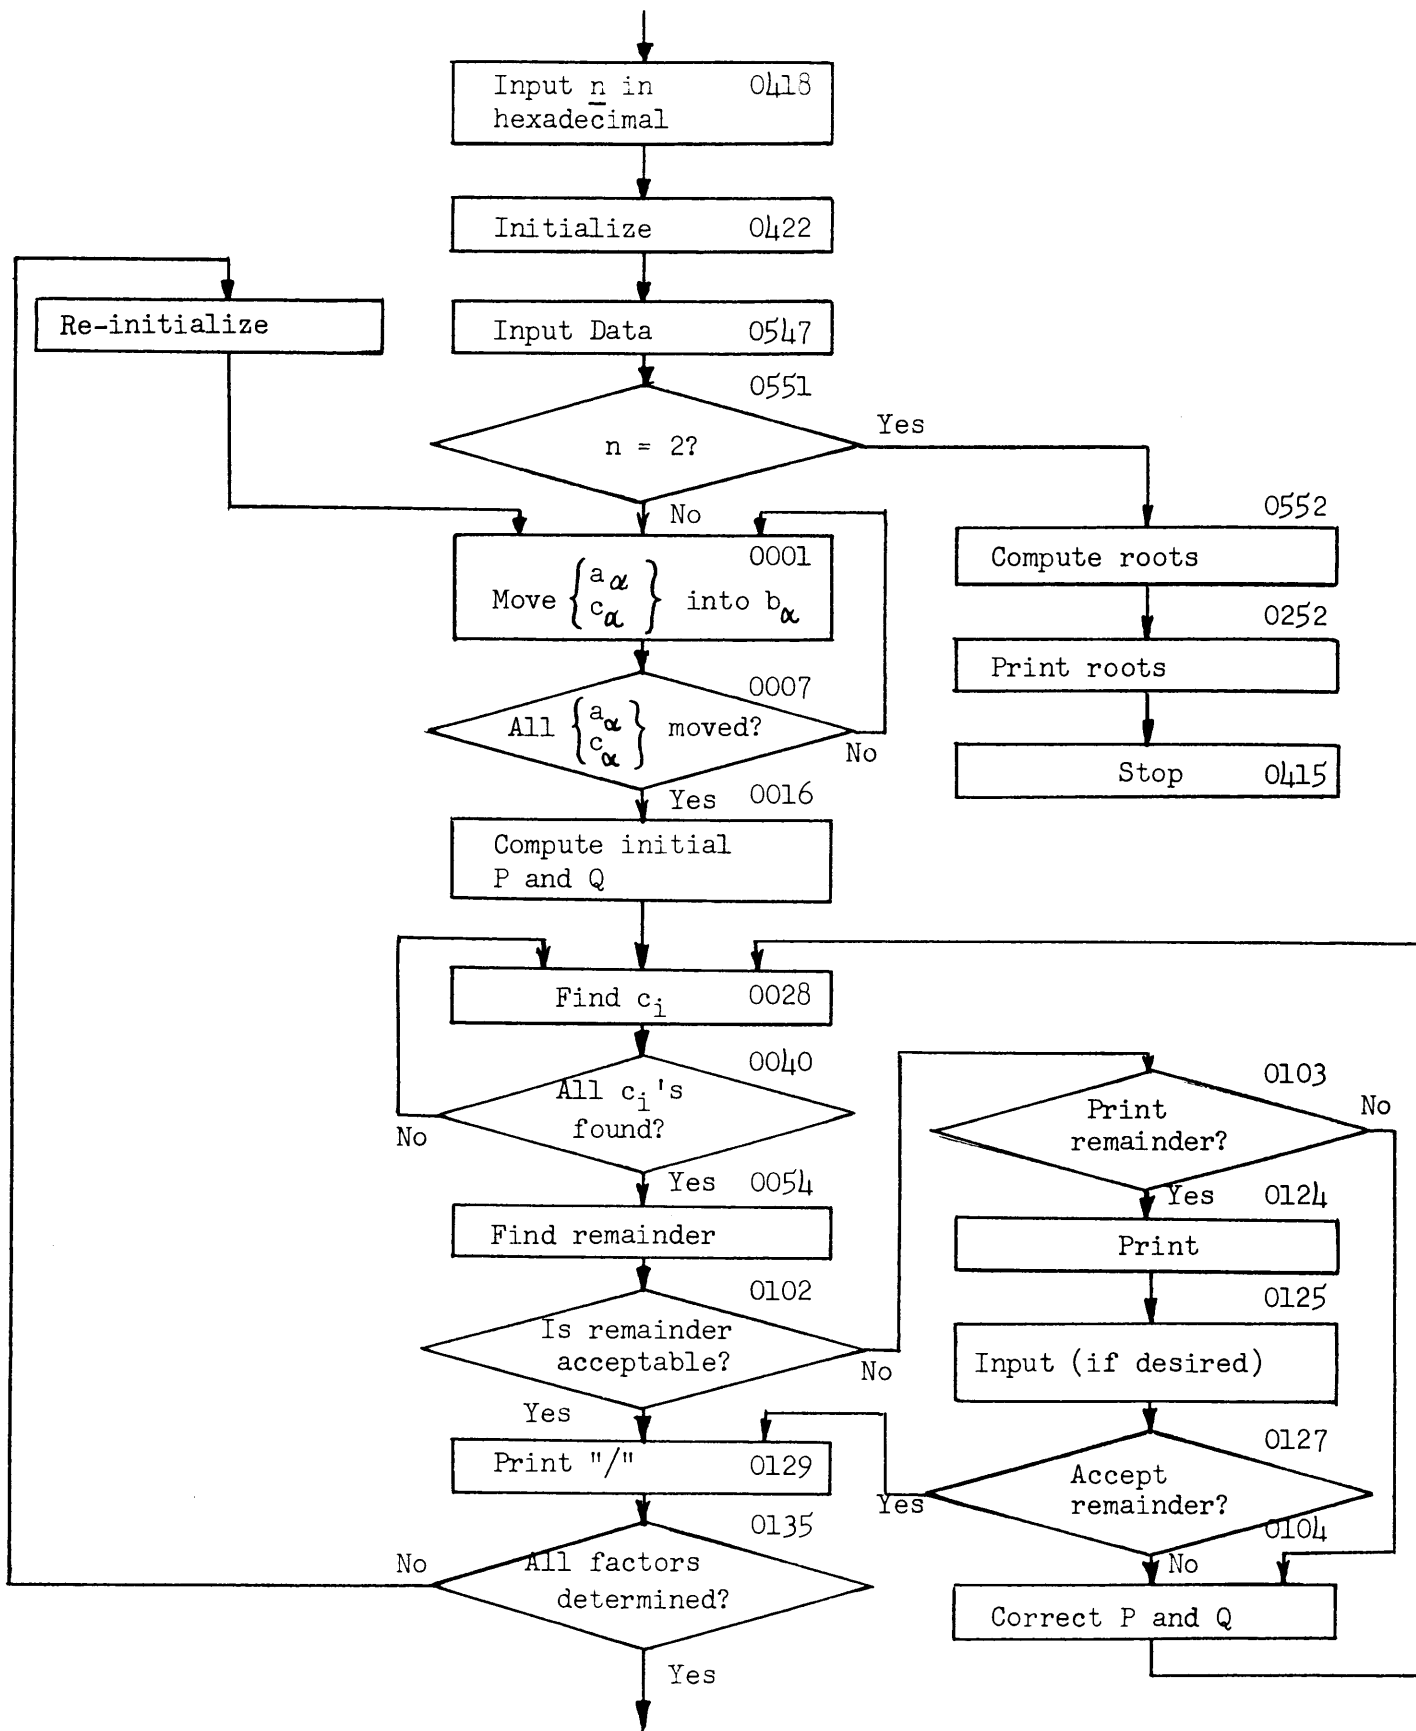 Input n in 0418
hexadecimal
Initialize 0422
Re-initialize
Input Data 0547
0551
n = 2?
Yes
No
0552
0001
Compute roots
Move {aα cα} into bα
0252
Print roots
0007
All {aα cα} moved?
No
Stop 0415
Yes 0016
Compute initial
P and Q
Find ci 0028
0040
All ci's
found?
No
0103
Print
remainder?
No
Yes 0054
Yes 0124
Find remainder
Print
0102
0125
Is remainder
acceptable?
No
Input (if desired)
Yes
Print "/" 0129
0127
Accept
remainder?
Yes
0135
0104
No
All factors
determined?
No
Correct P and Q
Yes